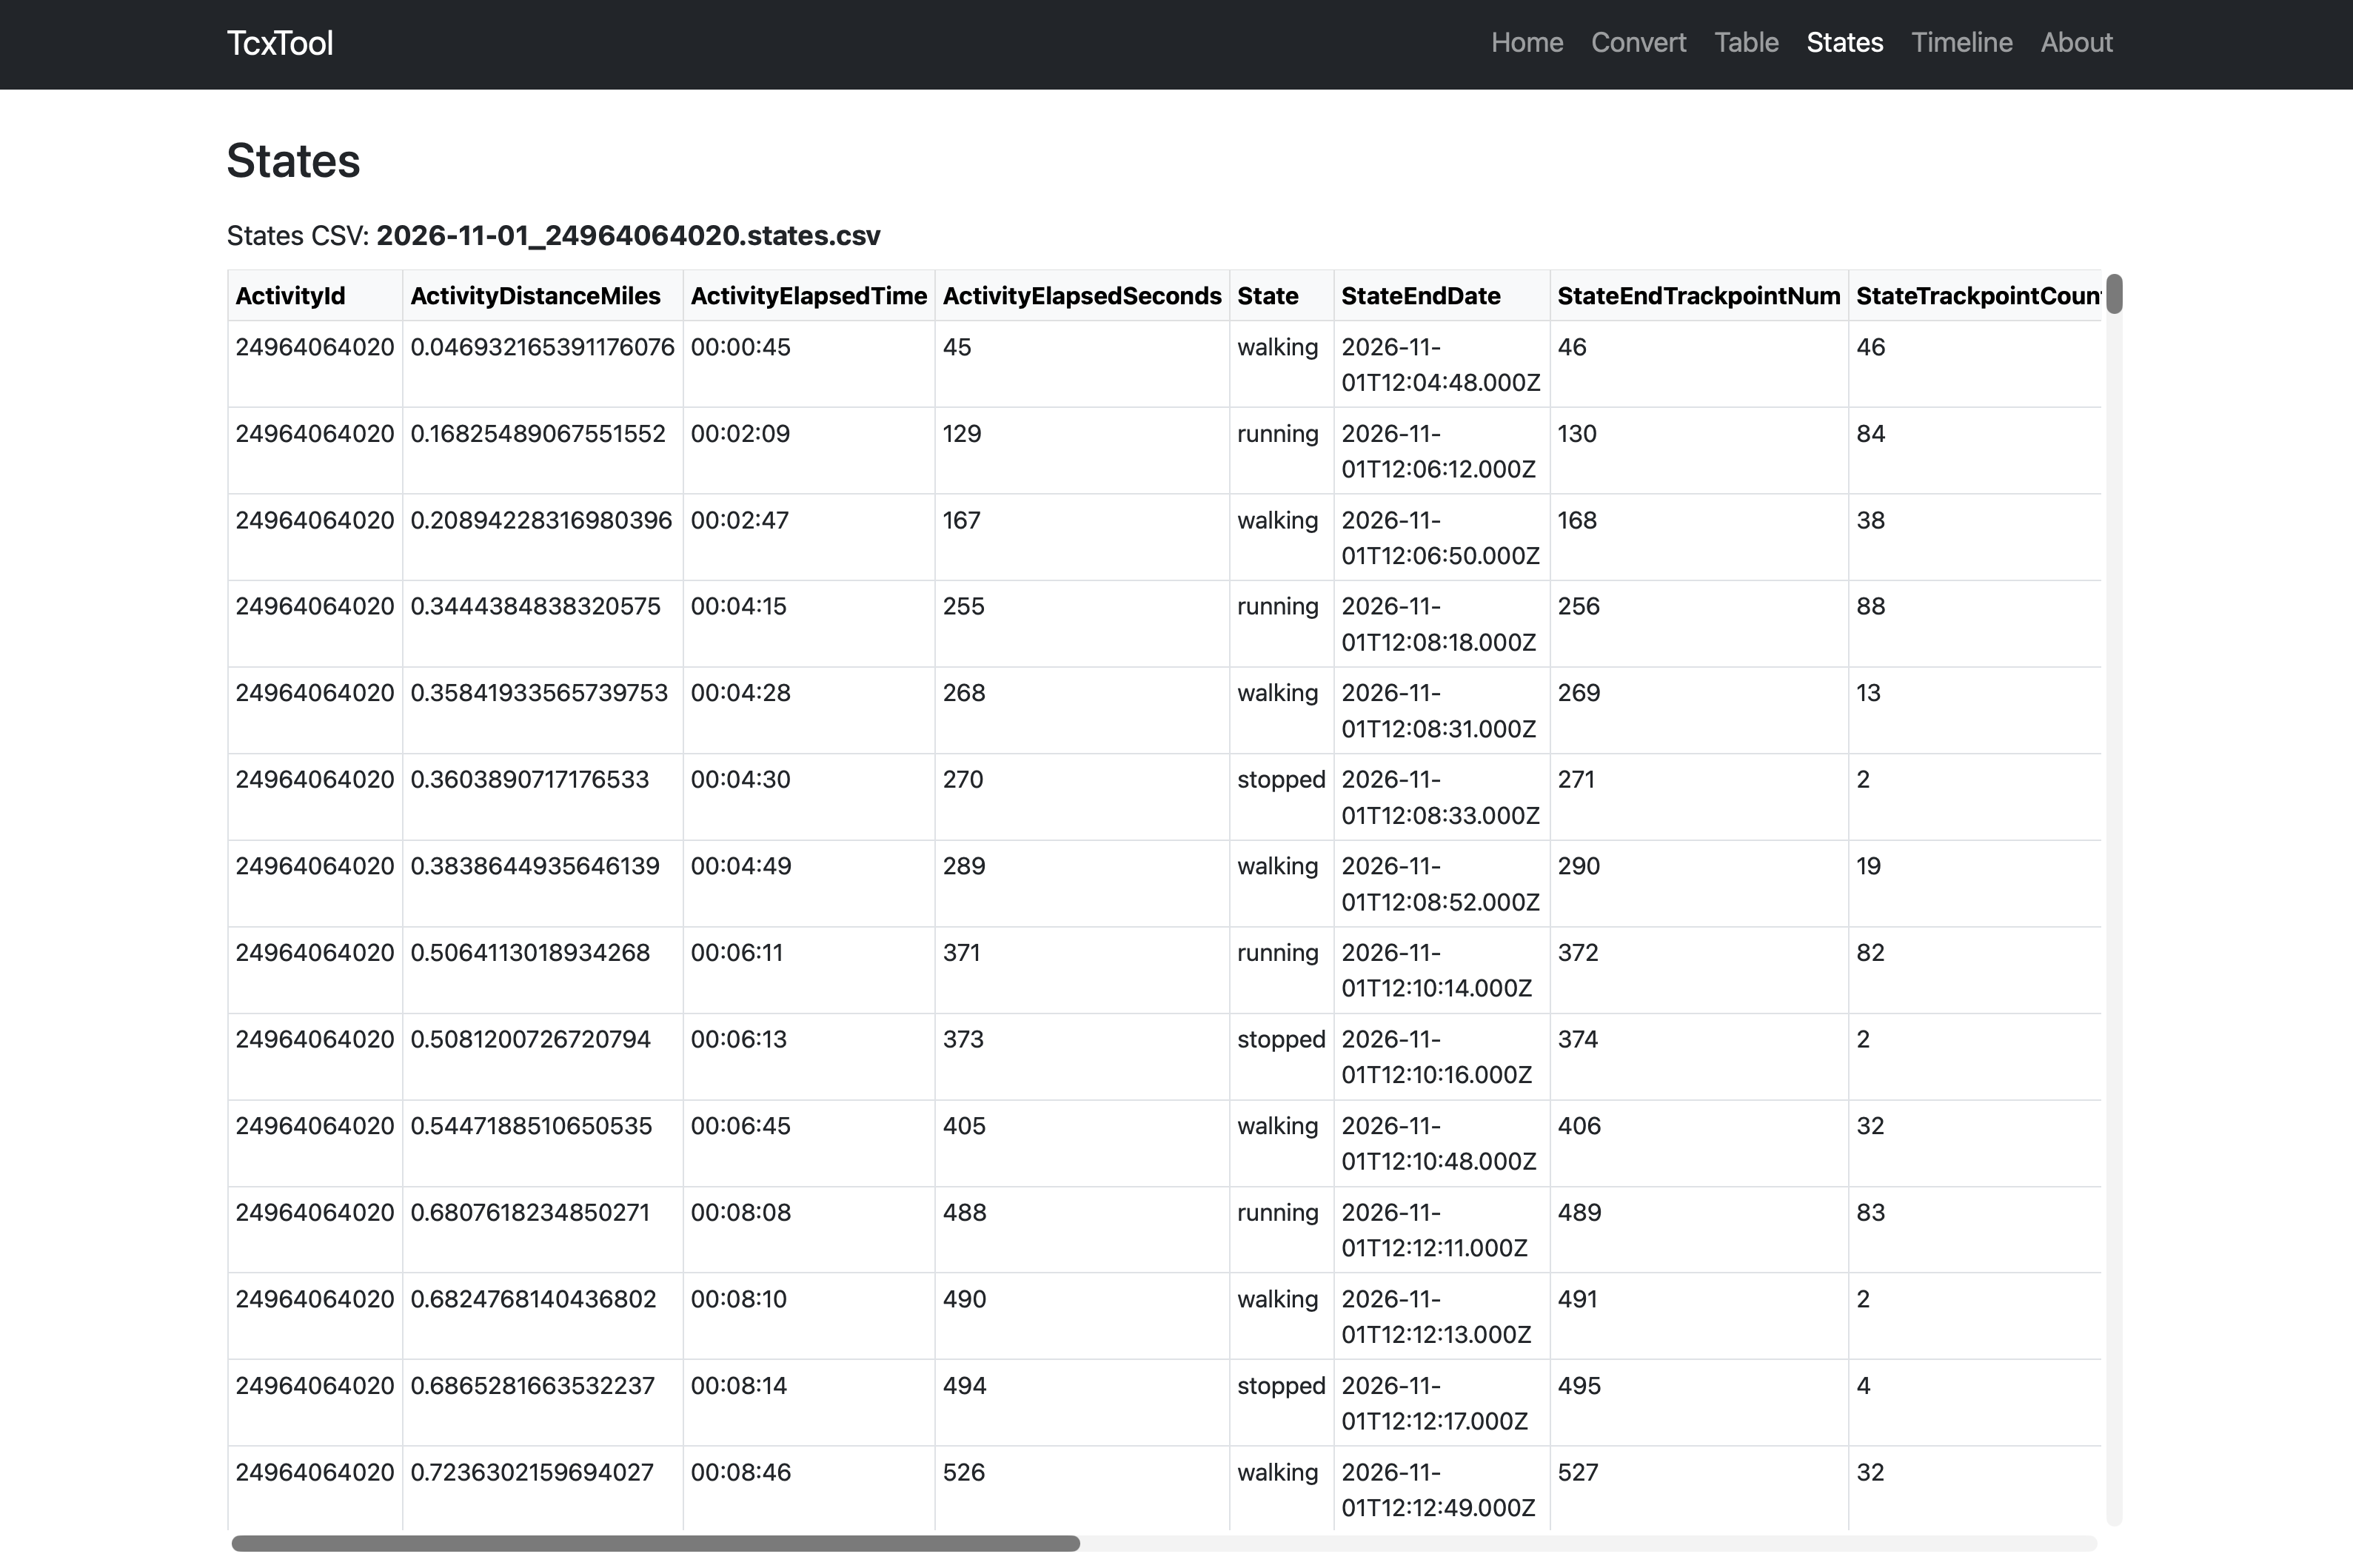 TcxTool Home Convert Table States Timeline About
States
States CSV: 2026-11-01_24964064020.states.csv
ActivityId ActivityDistanceMiles ActivityElapsedTime ActivityElapsedSeconds State StateEndDate StateEndTrackpointNum StateTrackpointCoun
24964064020 0.046932165391176076 00:00:45 45 walking 2026-11- 46 46
01T12:04:48.000Z
24964064020 0.16825489067551552 00:02:09 129 running 2026-11- 130 84
01T12:06:12.000Z
24964064020 0.20894228316980396 00:02:47 167 walking 2026-11- 168 38
01T12:06:50.000Z
24964064020 0.3444384838320575 00:04:15 255 running 2026-11- 256 88
01T12:08:18.000Z
24964064020 0.35841933565739753 00:04:28 268 walking 2026-11- 269 13
01T12:08:31.000Z
24964064020 0.3603890717176533 00:04:30 270 stopped 2026-11- 271 2
01T12:08:33.000Z
24964064020 0.3838644935646139 00:04:49 289 walking 2026-11- 290 19
01T12:08:52.000Z
24964064020 0.5064113018934268 00:06:11 371 running 2026-11- 372 82
01T12:10:14.000Z
24964064020 0.5081200726720794 00:06:13 373 stopped 2026-11- 374 2
01T12:10:16.000Z
24964064020 0.5447188510650535 00:06:45 405 walking 2026-11- 406 32
01T12:10:48.000Z
24964064020 0.6807618234850271 00:08:08 488 running 2026-11- 489 83
01T12:12:11.000Z
24964064020 0.6824768140436802 00:08:10 490 walking 2026-11- 491 2
01T12:12:13.000Z
24964064020 0.6865281663532237 00:08:14 494 stopped 2026-11- 495 4
01T12:12:17.000Z
24964064020 0.7236302159694027 00:08:46 526 walking 2026-11- 527 32
01T12:12:49.000Z